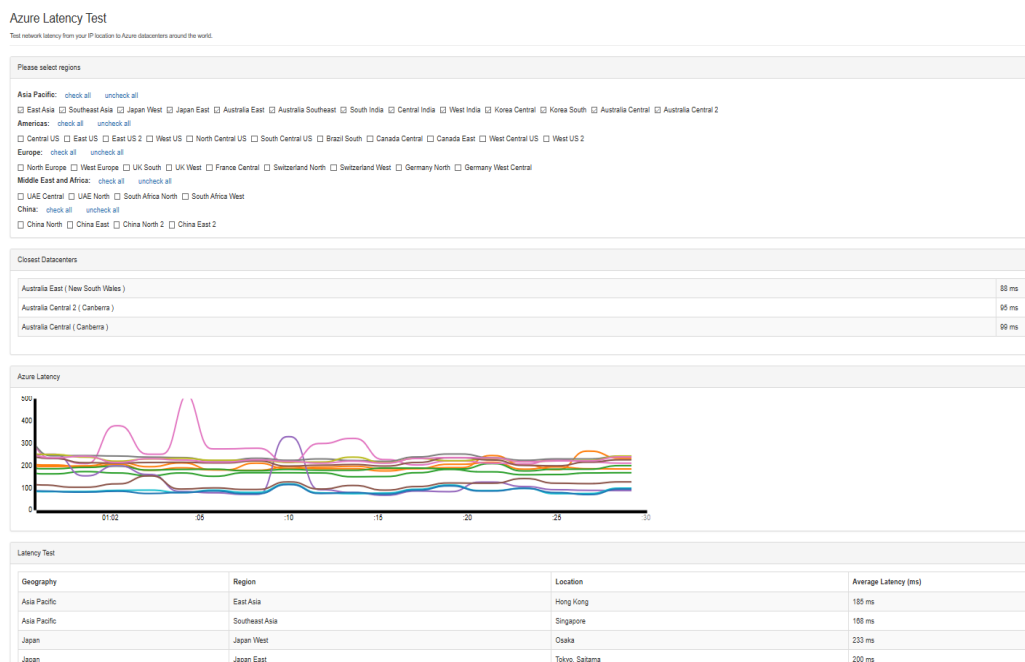 Azure Latency Test
Test network latency from your IP location to Azure datacenters around the world.
Please select regions
Asia Pacific: check all uncheck all
East Asia Southeast Asia Japan West Japan East Australia East Australia Southeast South India Central India West India Korea Central Korea South Australia Central Australia Central 2
Americas: check all uncheck all
Central US East US East US 2 West US North Central US South Central US Brazil South Canada Central Canada East West Central US West US 2
Europe: check all uncheck all
North Europe West Europe UK South UK West France Central Switzerland North Switzerland West Germany North Germany West Central
Middle East and Africa: check all uncheck all
UAE Central UAE North South Africa North South Africa West
China: check all uncheck all
China North China East China North 2 China East 2
Closest Datacenters
Australia East ( New South Wales ) 88 ms
Australia Central 2 ( Canberra ) 95 ms
Australia Central ( Canberra ) 99 ms
Azure Latency
500
400
300
200
100
0
01:02 :05 :10 :15 :20 :25 :30
Latency Test
Geography Region Location Average Latency (ms)
Asia Pacific East Asia Hong Kong 185 ms
Asia Pacific Southeast Asia Singapore 168 ms
Japan Japan West Osaka 233 ms
Japan Japan East Tokyo, Saitama 200 ms